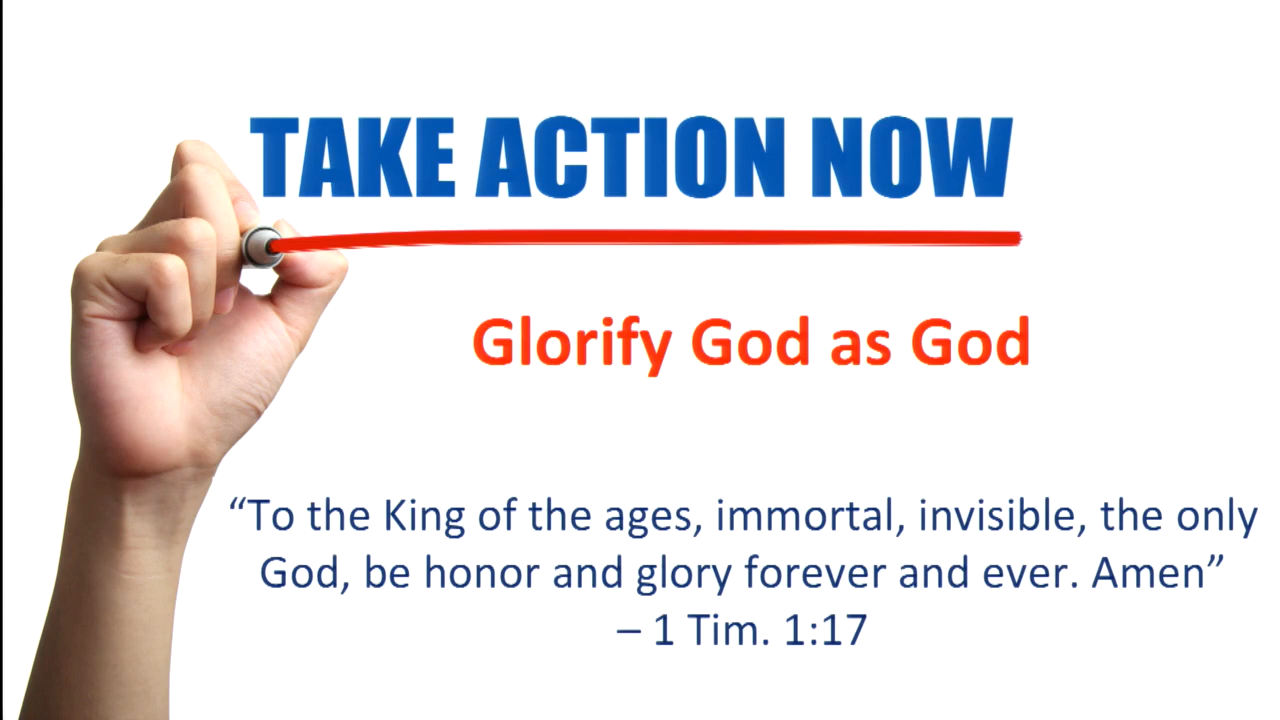 TAKE ACTION NOW
Glorify God as God
“To the King of the ages, immortal, invisible, the only
God, be honor and glory forever and ever. Amen”
– 1 Tim. 1:17